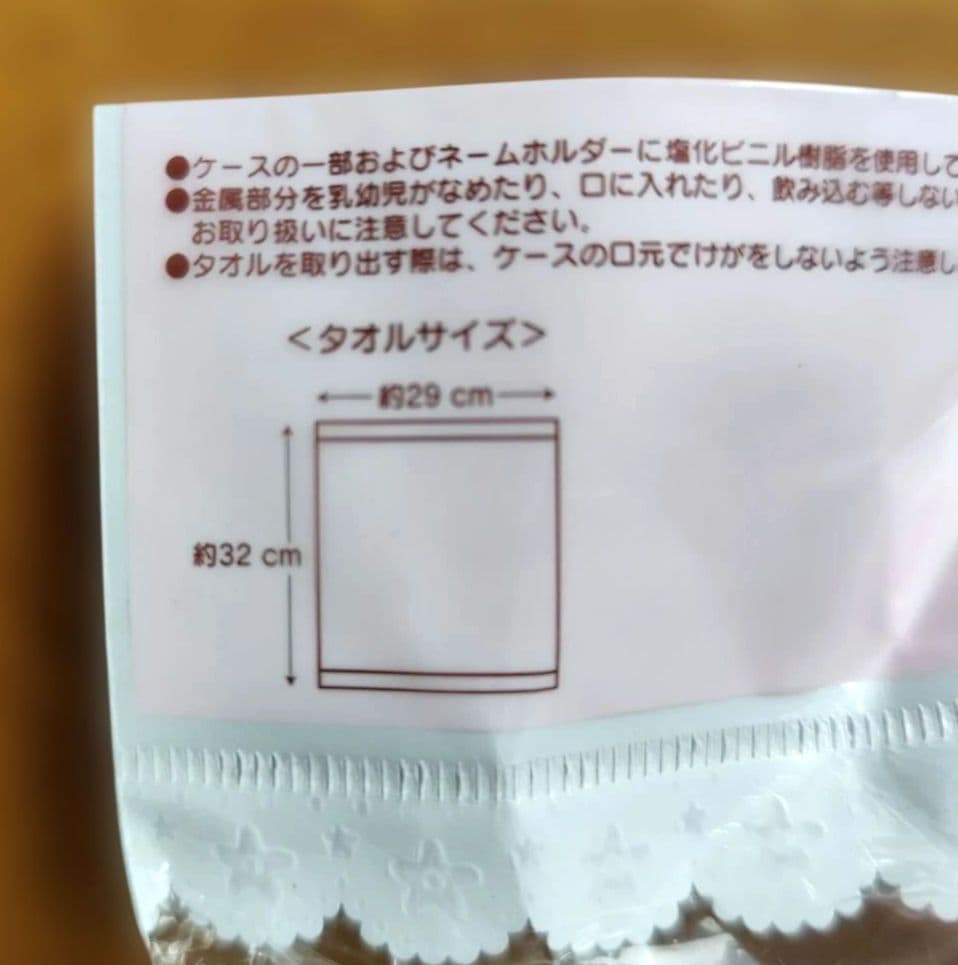 ●ケースの一部およびネームホルダーに塩化ビニル樹脂を使用して
●金属部分を乳幼児がなめたり、口に入れたり、飲み込む等しない
お取り扱いに注意してください。
●タオルを取り出す際は、ケースの口元でけがをしないよう注意し
＜タオルサイズ＞
約29 cm
約32 cm